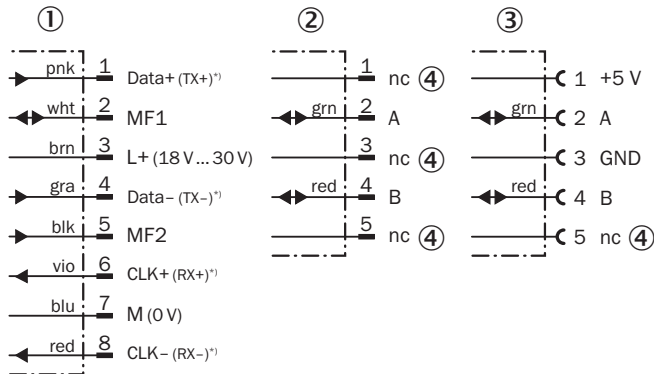 ①
pnk 1 Data+ (TX+)*)
wht 2 MF1
brn 3 L+ (18 V ... 30 V)
gra 4 Data– (TX–)*)
blk 5 MF2
vio 6 CLK+ (RX+)*)
blu 7 M (0 V)
red 8 CLK– (RX–)*)
②
1 nc ④
grn 2 A
3 nc ④
red 4 B
5 nc ④
③
1 +5 V
grn 2 A
3 GND
red 4 B
5 nc ④